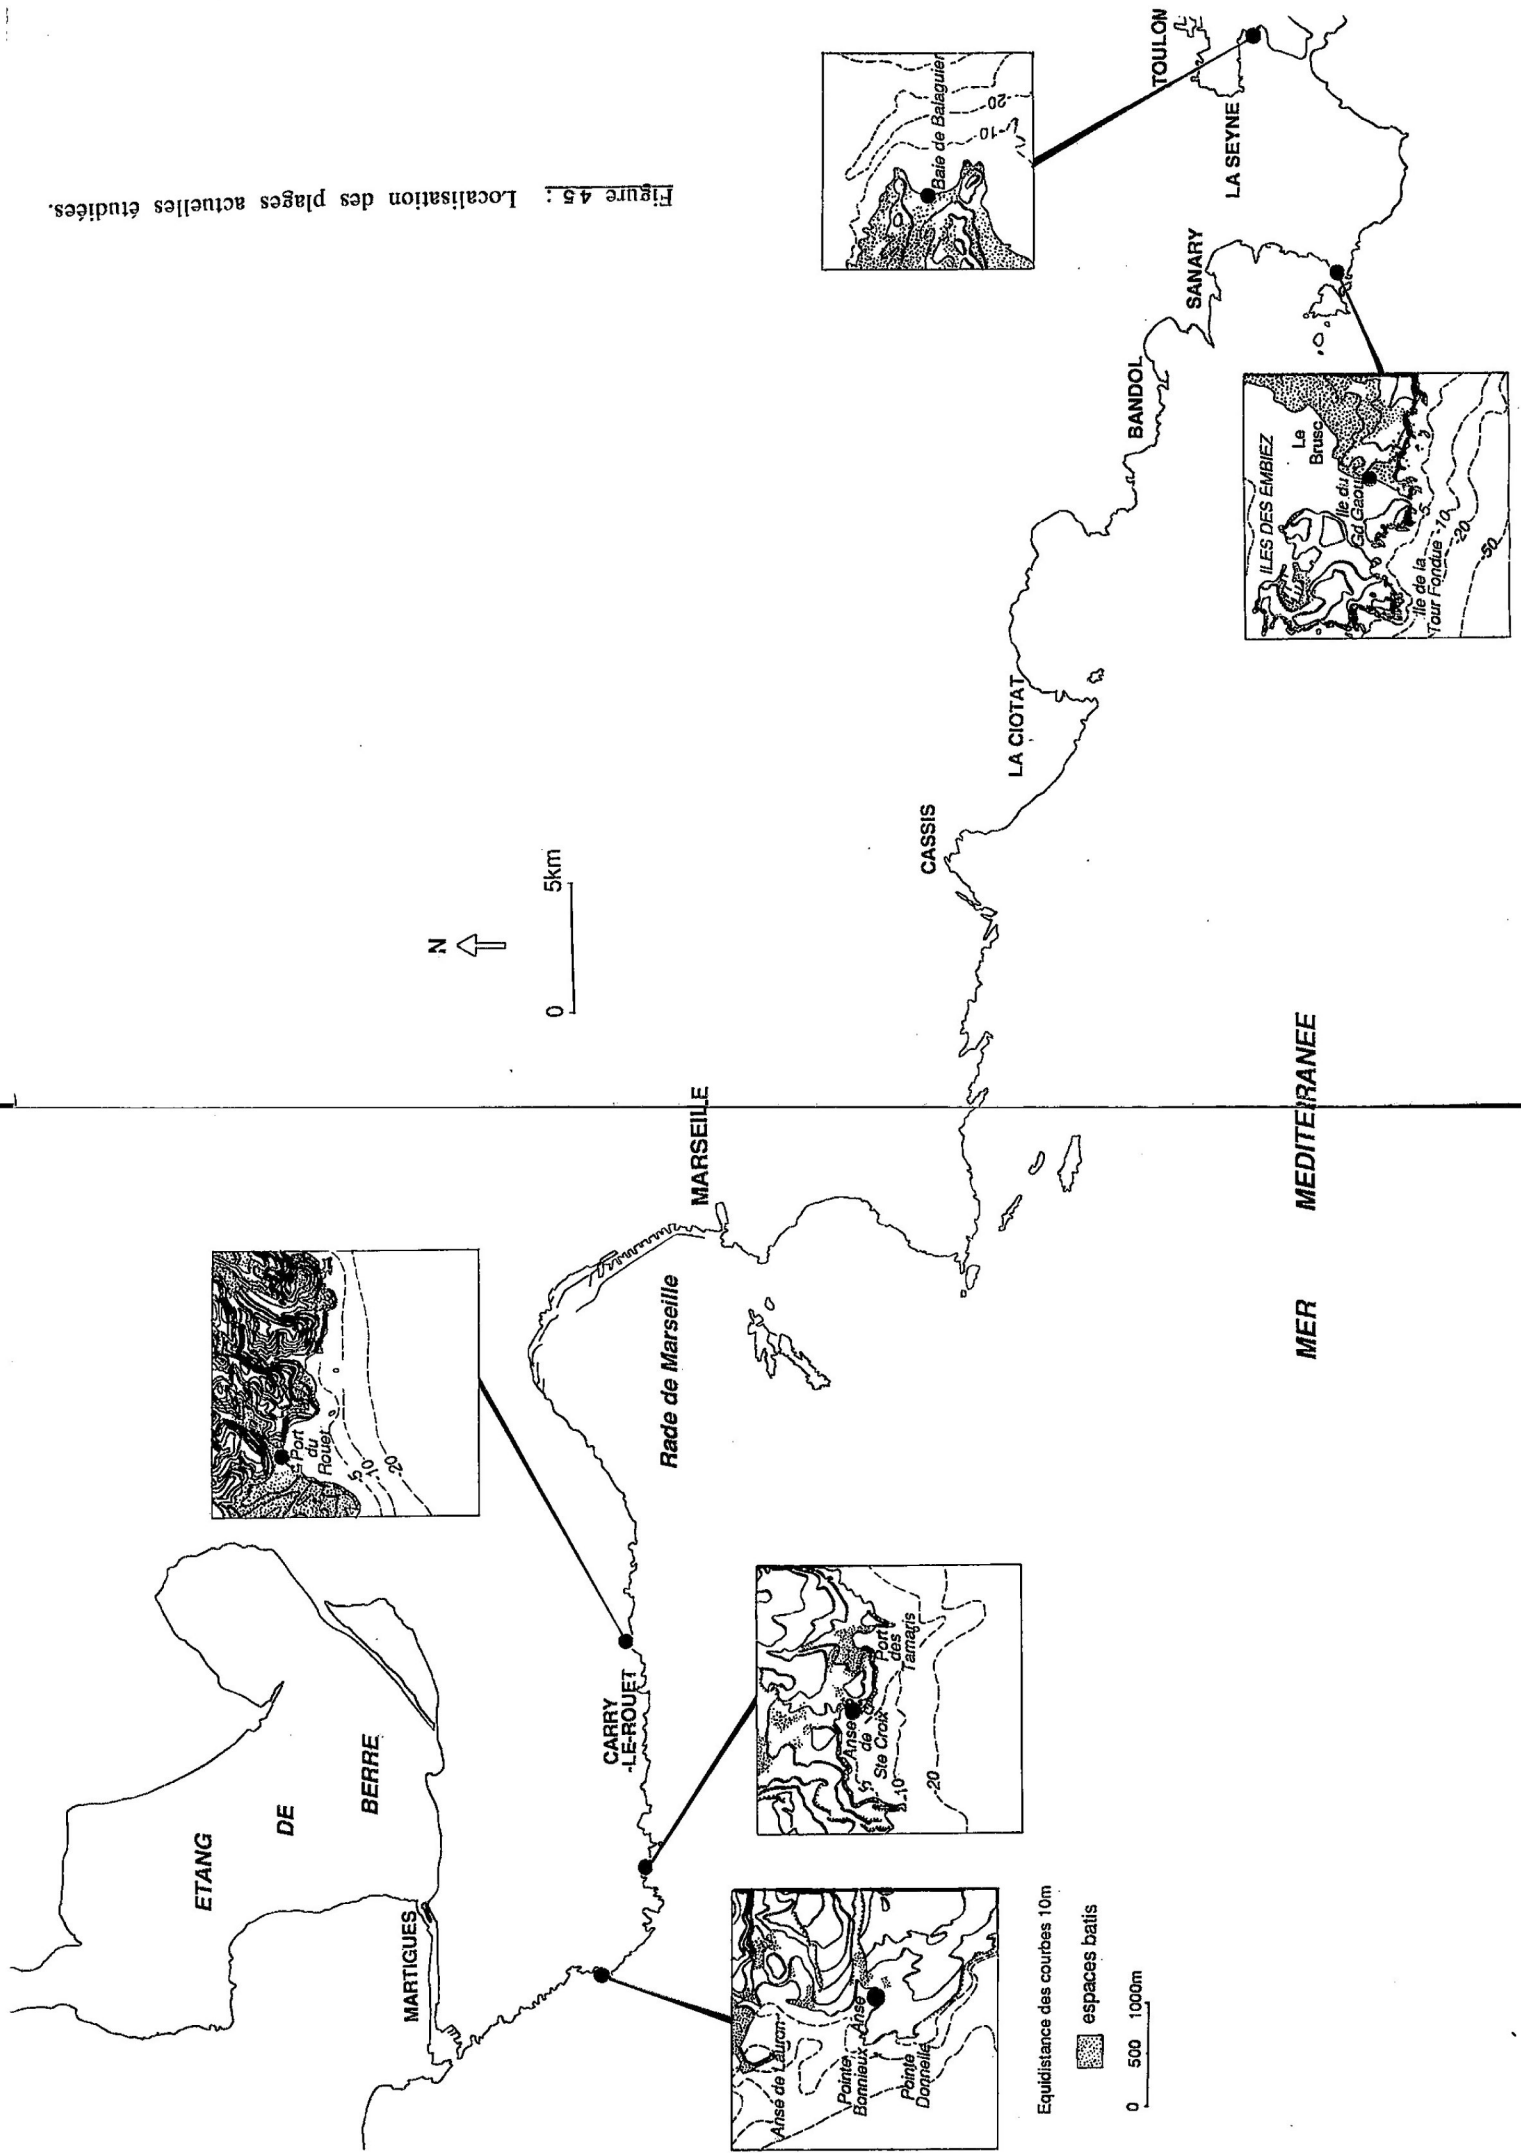 Figure 45 : Localisation des plages actuelles étudiées.
ETANG
DE
BERRE
MARTIGUES
CARRY
-LE-ROUET
Rade de Marseille
MARSEILE
CASSIS
LA CIOTAT
BANDOL
SANARY
LA SEYNE
TOULON
MER MEDITERRANEE
N
0 5km
Port
du
Rouet
-5
-10
-20
Baie de Balaguier
-10
-20
ILES DES EMBIEZ
Le
Brusc
Ile du
Gd Gaou
Ile de la
Tour Fondue
-5
-10
-20
-50
Anse
de
Ste Croix
Port
des
Tamaris
-5
-10
-20
Anse de Lauron
Pointe
Bonnieux
Anse
Pointe
Donnelle
Equidistance des courbes 10m
espaces batis
0 500 1000m